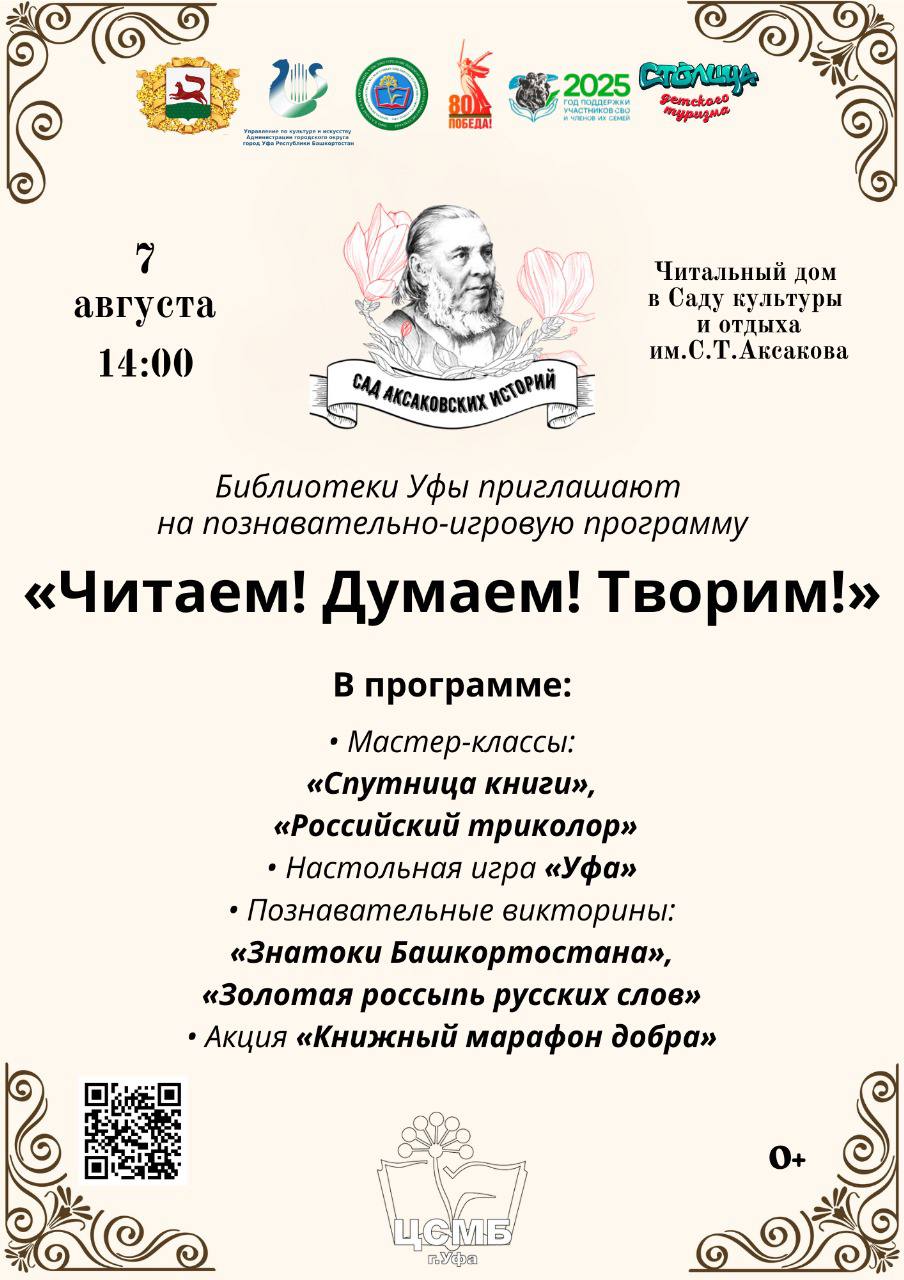 Управление по культуре и искусству
Администрации городского округа
город Уфа Республики Башкортостан
80
ПОБЕДА!
2025
ГОД ПОДДЕРЖКИ
УЧАСТНИКОВ СВО
И ЧЛЕНОВ ИХ СЕМЕЙ
СТОЛИЦА
детского
туризма
7
августа
14:00
САД АКСАКОВСКИХ ИСТОРИЙ
Читальный дом
в Саду культуры
и отдыха
им.С.Т.Аксакова
Библиотеки Уфы приглашают
на познавательно-игровую программу
«Читаем! Думаем! Творим!»
В программе:
• Мастер-классы:
«Спутница книги»,
«Российский триколор»
• Настольная игра «Уфа»
• Познавательные викторины:
«Знатоки Башкортостана»,
«Золотая россыпь русских слов»
• Акция «Книжный марафон добра»
ЦСМБ
г.Уфа
0+